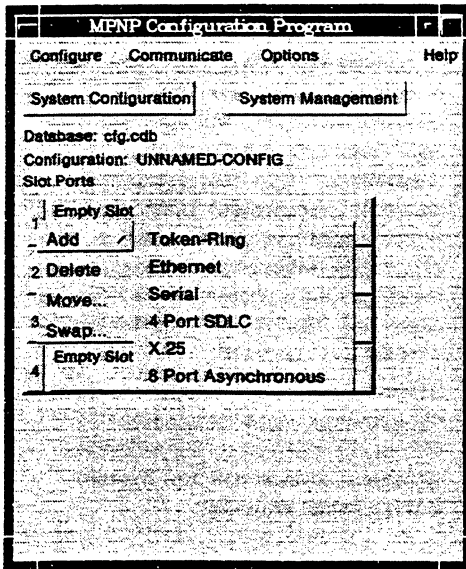 MPNP Configuration Program
Configure Communicate Options Help
System Configuration System Management
Database: cfg.cdb
Configuration: UNNAMED-CONFIG
Slot Ports
1 Empty Slot
Add Token-Ring
2 Delete Ethernet
Move... Serial
3 Swap... 4 Port SDLC
4 Empty Slot X.25
8 Port Asynchronous